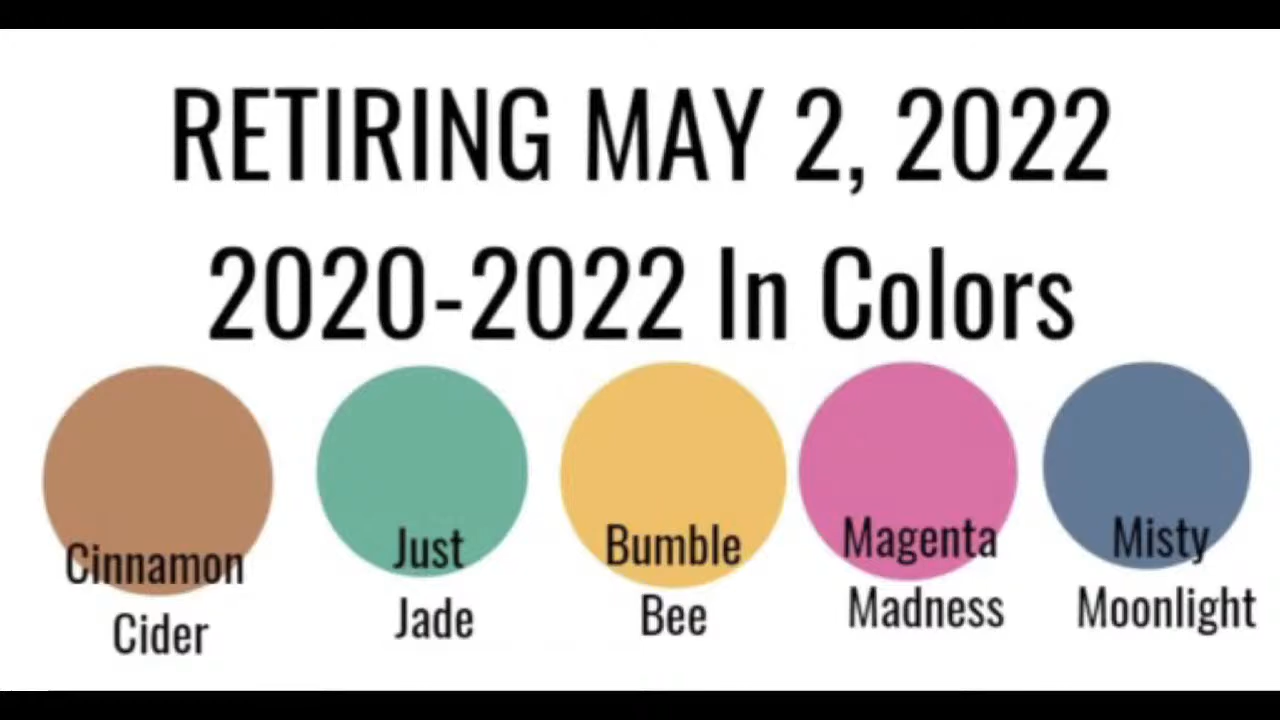 RETIRING MAY 2, 2022
2020-2022 In Colors
Cinnamon
Cider
Just
Jade
Bumble
Bee
Magenta
Madness
Misty
Moonlight